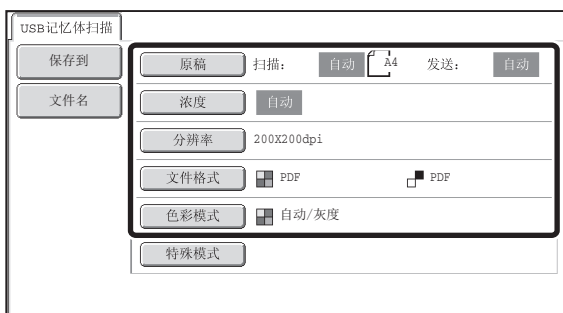 USB记忆体扫描
保存到
文件名
原稿 扫描： 自动 A4 发送： 自动
浓度 自动
分辨率 200X200dpi
文件格式 PDF PDF
色彩模式 自动/灰度
特殊模式